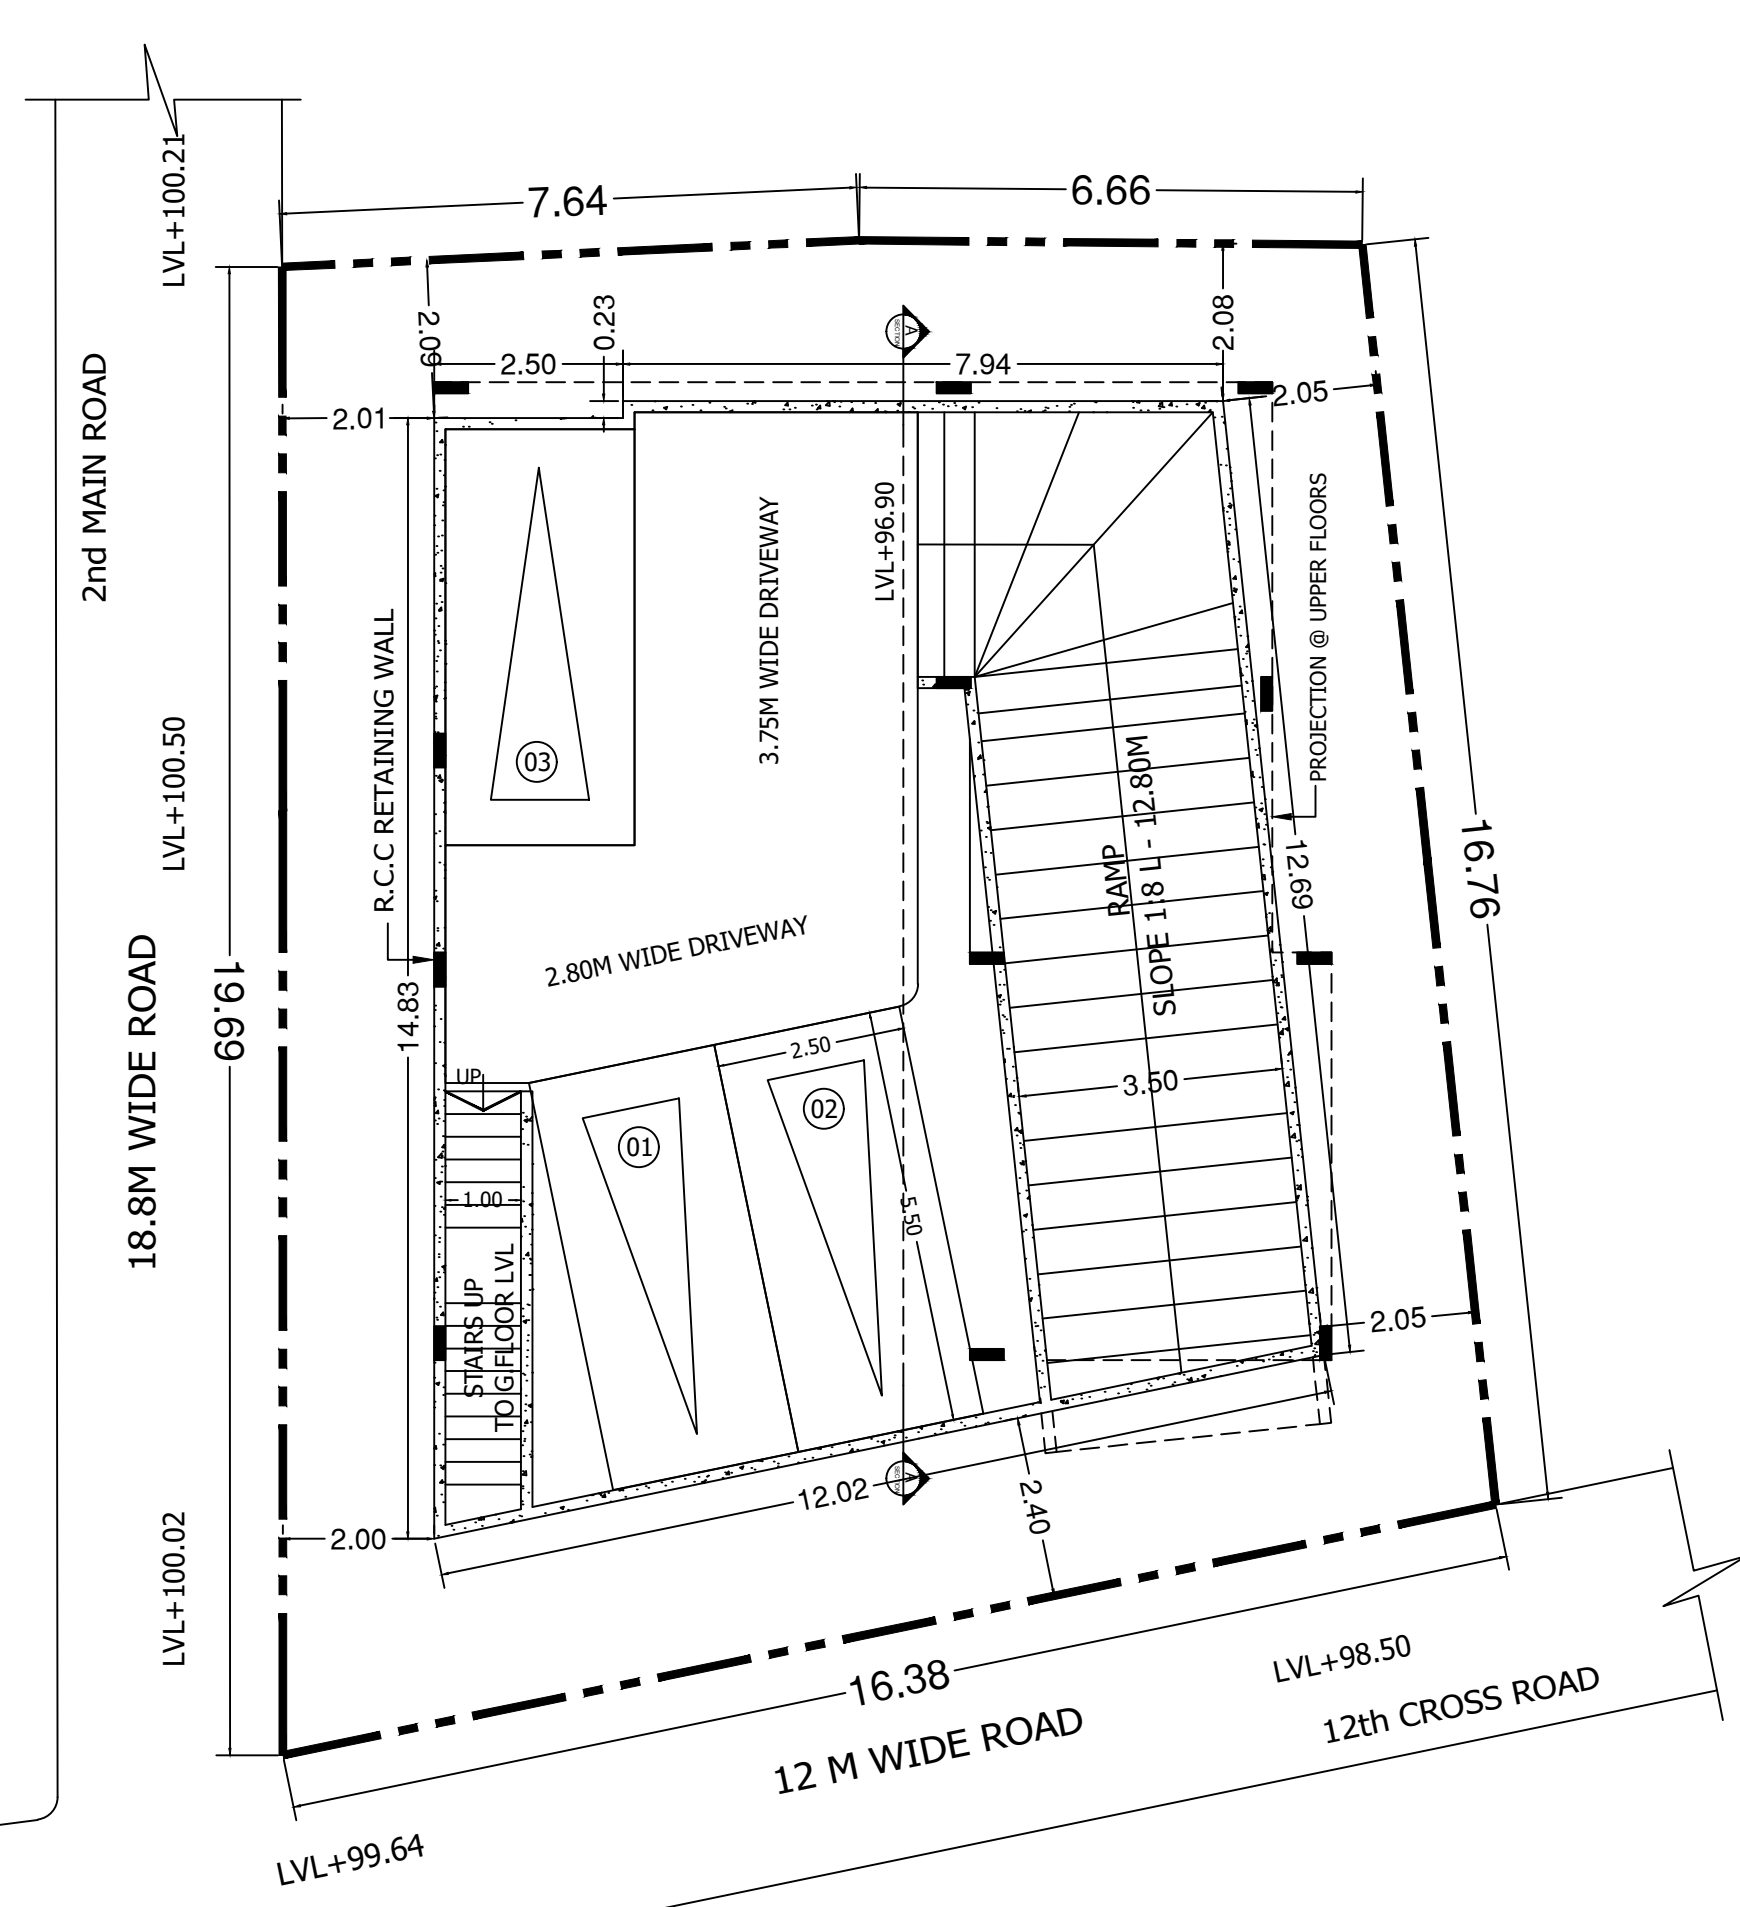 LVL+100.21
7.64
6.66
2.09
0.23
2.08
2.50
7.94
2.05
2.01
SECTION
A
2nd MAIN ROAD
R.C.C RETAINING WALL
3.75M WIDE DRIVEWAY
LVL+96.90
PROJECTION @ UPPER FLOORS
LVL+100.50
03
RAMP
SLOPE 1:8 L - 12.80M
12.69
16.76
18.8M WIDE ROAD
19.69
14.83
2.80M WIDE DRIVEWAY
2.50
UP
3.50
01
02
1.00
5.50
STAIRS UP
TO G.FLOOR LVL
2.05
SECTION
A
12.02
2.40
2.00
LVL+100.02
16.38
LVL+98.50
12 M WIDE ROAD
12th CROSS ROAD
LVL+99.64